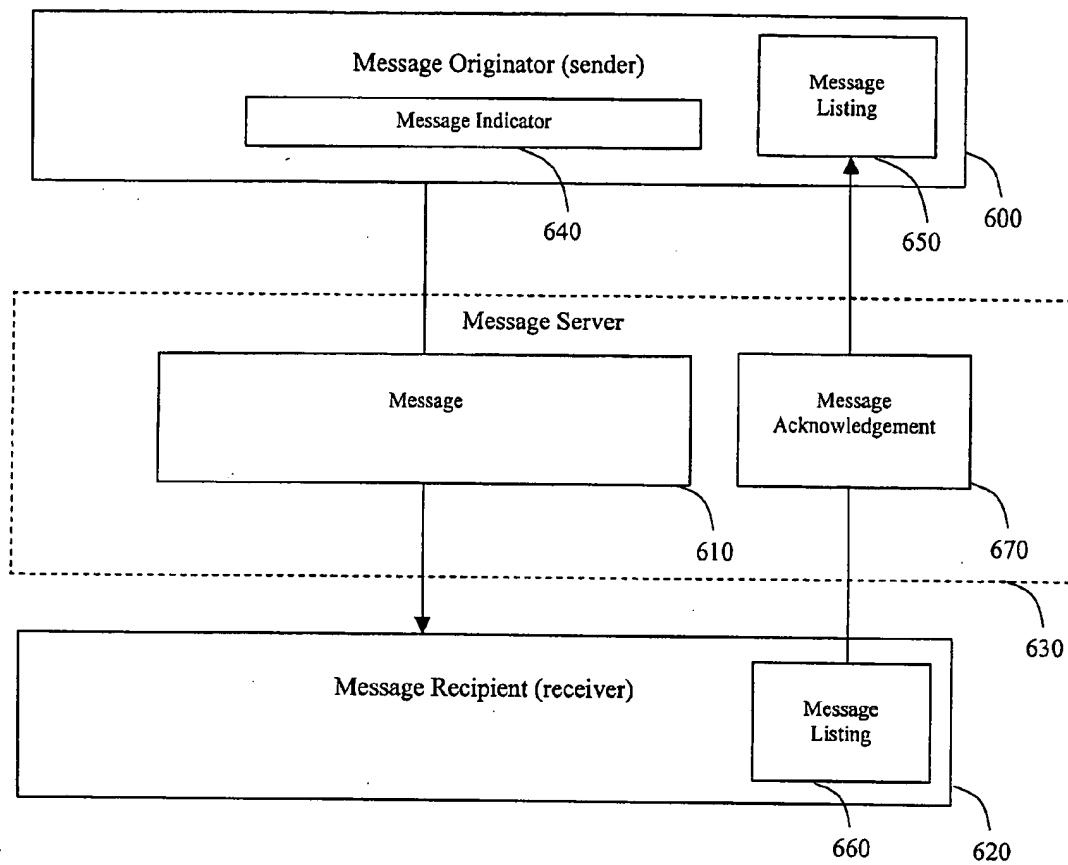 Message Originator (sender)
Message
Listing
Message Indicator
640
650
600
Message Server
Message
Message
Acknowledgement
610
670
630
Message Recipient (receiver)
Message
Listing
660
620